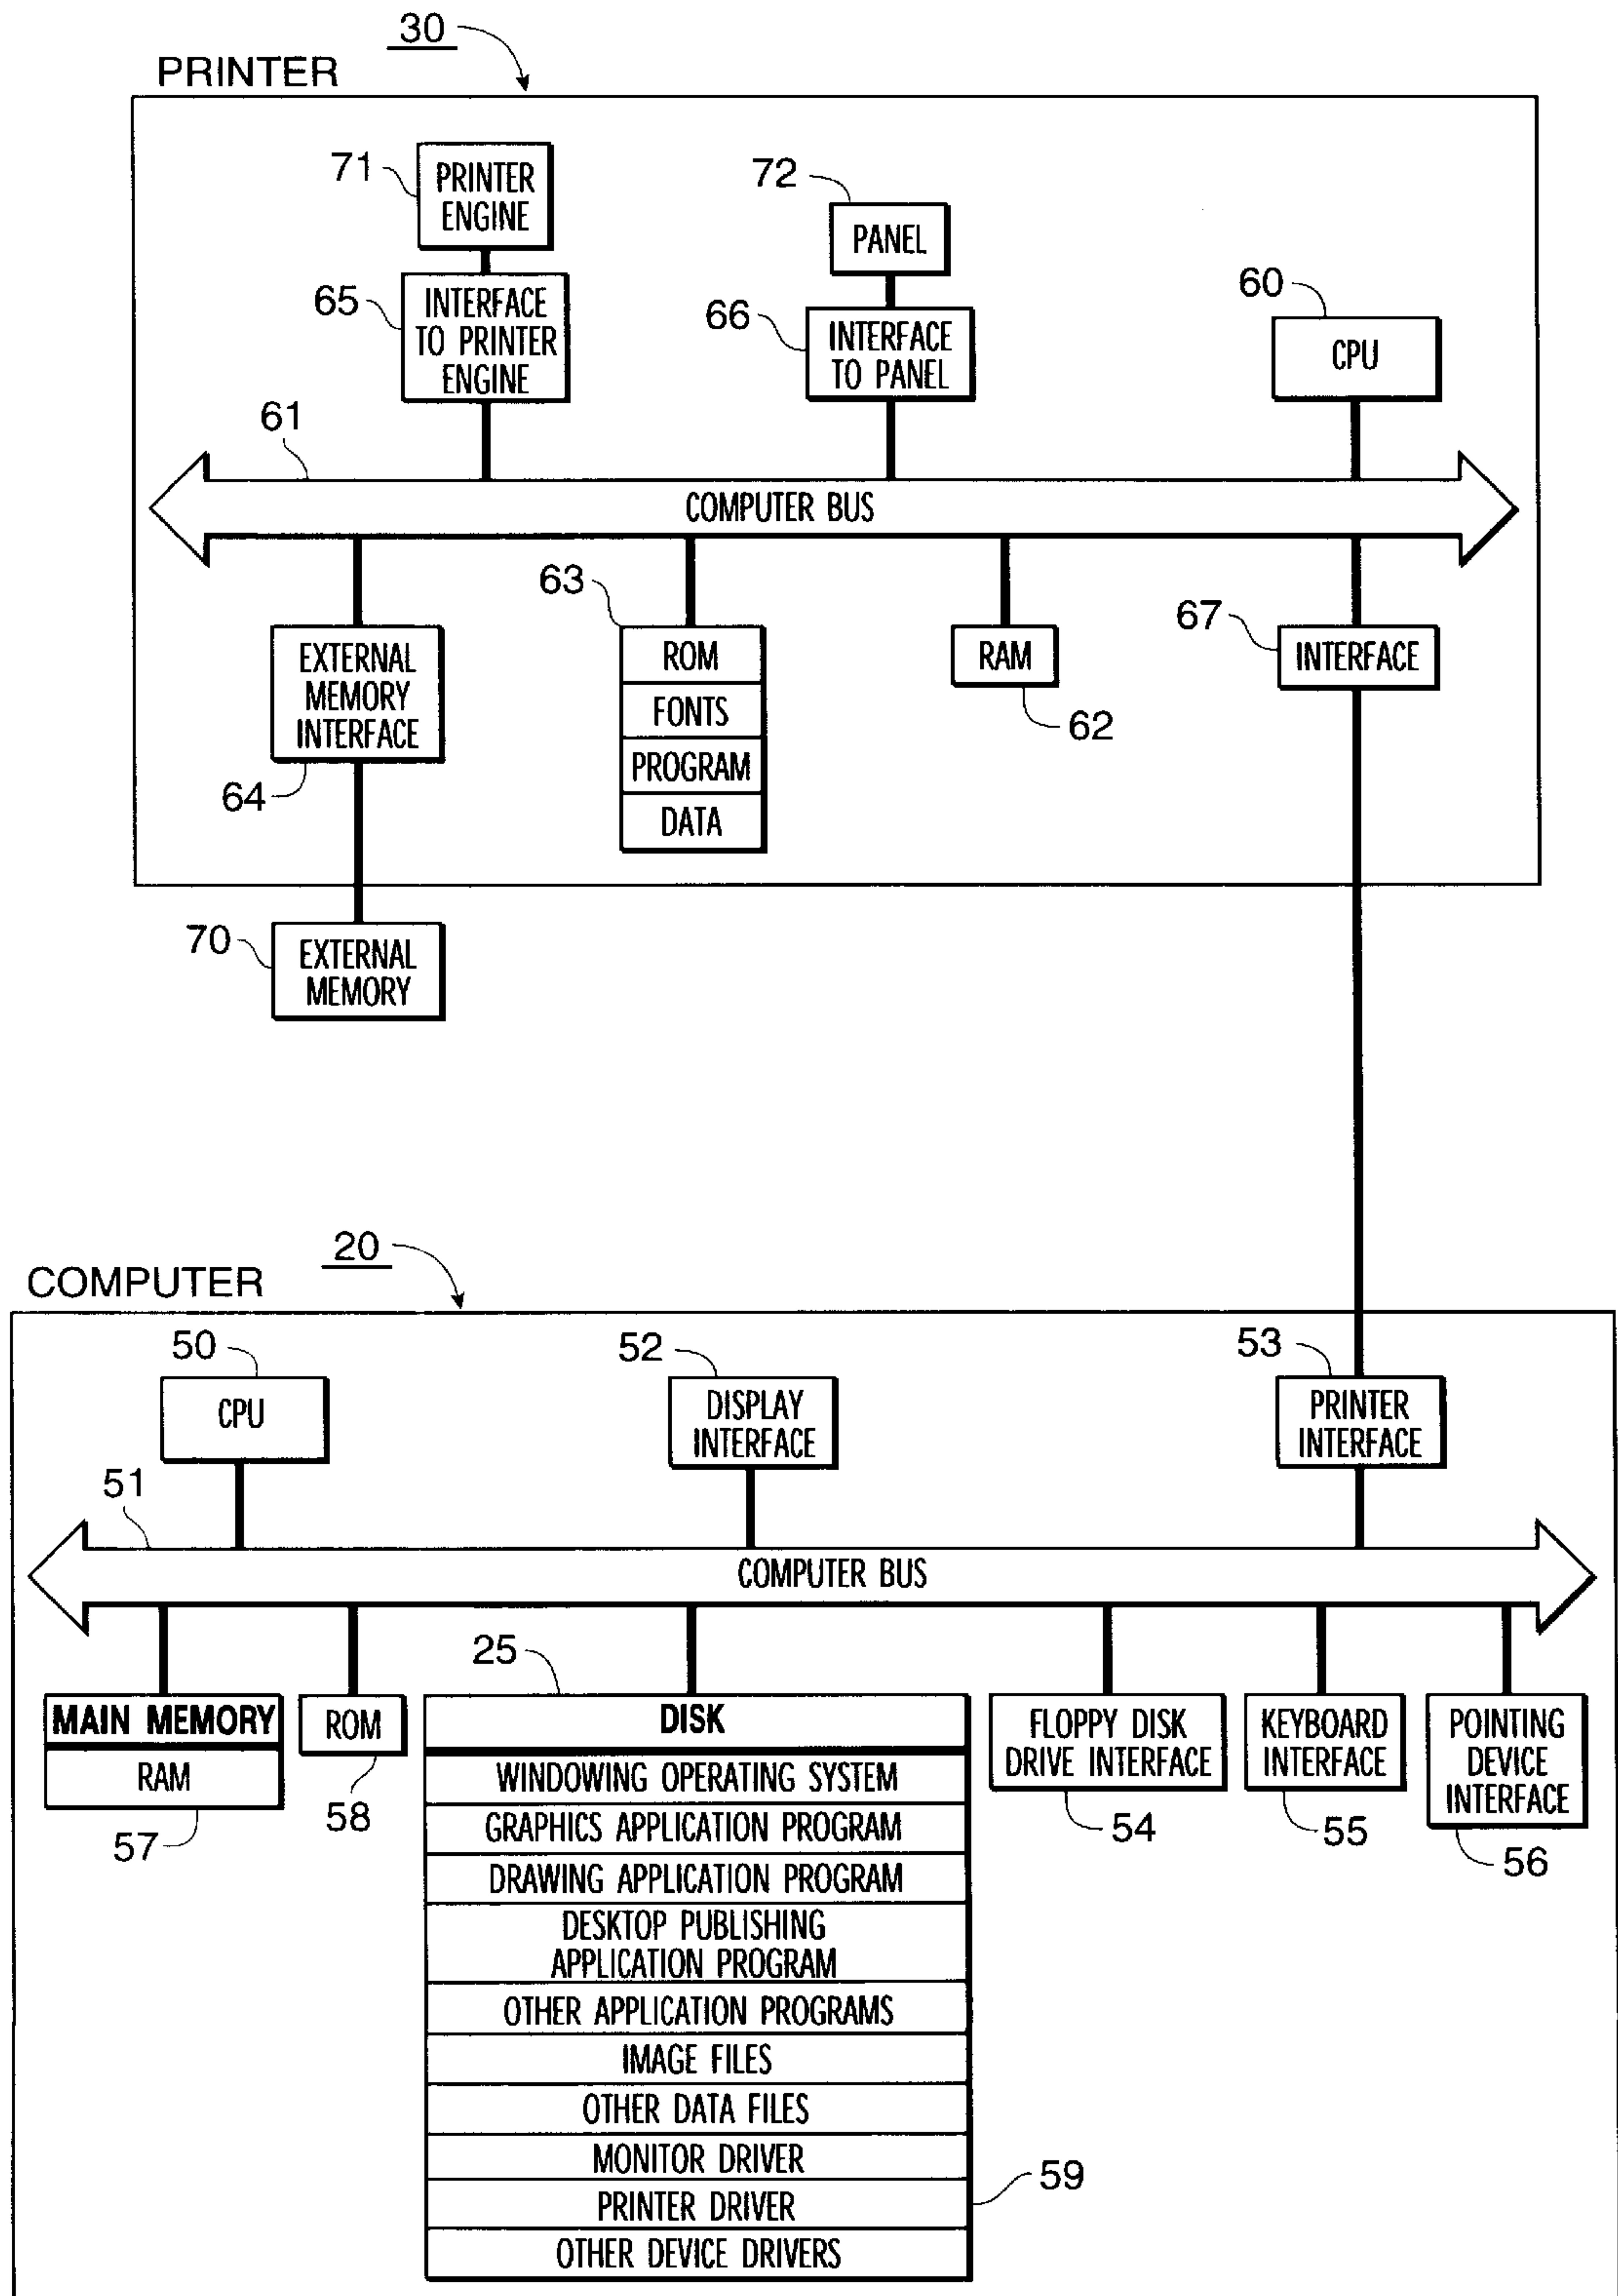 30
PRINTER
71
PRINTER
ENGINE
72
PANEL
65
INTERFACE
TO PRINTER
ENGINE
66
INTERFACE
TO PANEL
60
CPU
61
COMPUTER BUS
63
ROM
FONTS
PROGRAM
DATA
RAM
62
67
INTERFACE
EXTERNAL
MEMORY
INTERFACE
64
70
EXTERNAL
MEMORY
20
COMPUTER
50
CPU
52
DISPLAY
INTERFACE
53
PRINTER
INTERFACE
51
COMPUTER BUS
MAIN MEMORY
RAM
57
ROM
58
25
DISK
WINDOWING OPERATING SYSTEM
GRAPHICS APPLICATION PROGRAM
DRAWING APPLICATION PROGRAM
DESKTOP PUBLISHING
APPLICATION PROGRAM
OTHER APPLICATION PROGRAMS
IMAGE FILES
OTHER DATA FILES
MONITOR DRIVER
PRINTER DRIVER
59
OTHER DEVICE DRIVERS
FLOPPY DISK
DRIVE INTERFACE
54
KEYBOARD
INTERFACE
55
POINTING
DEVICE
INTERFACE
56